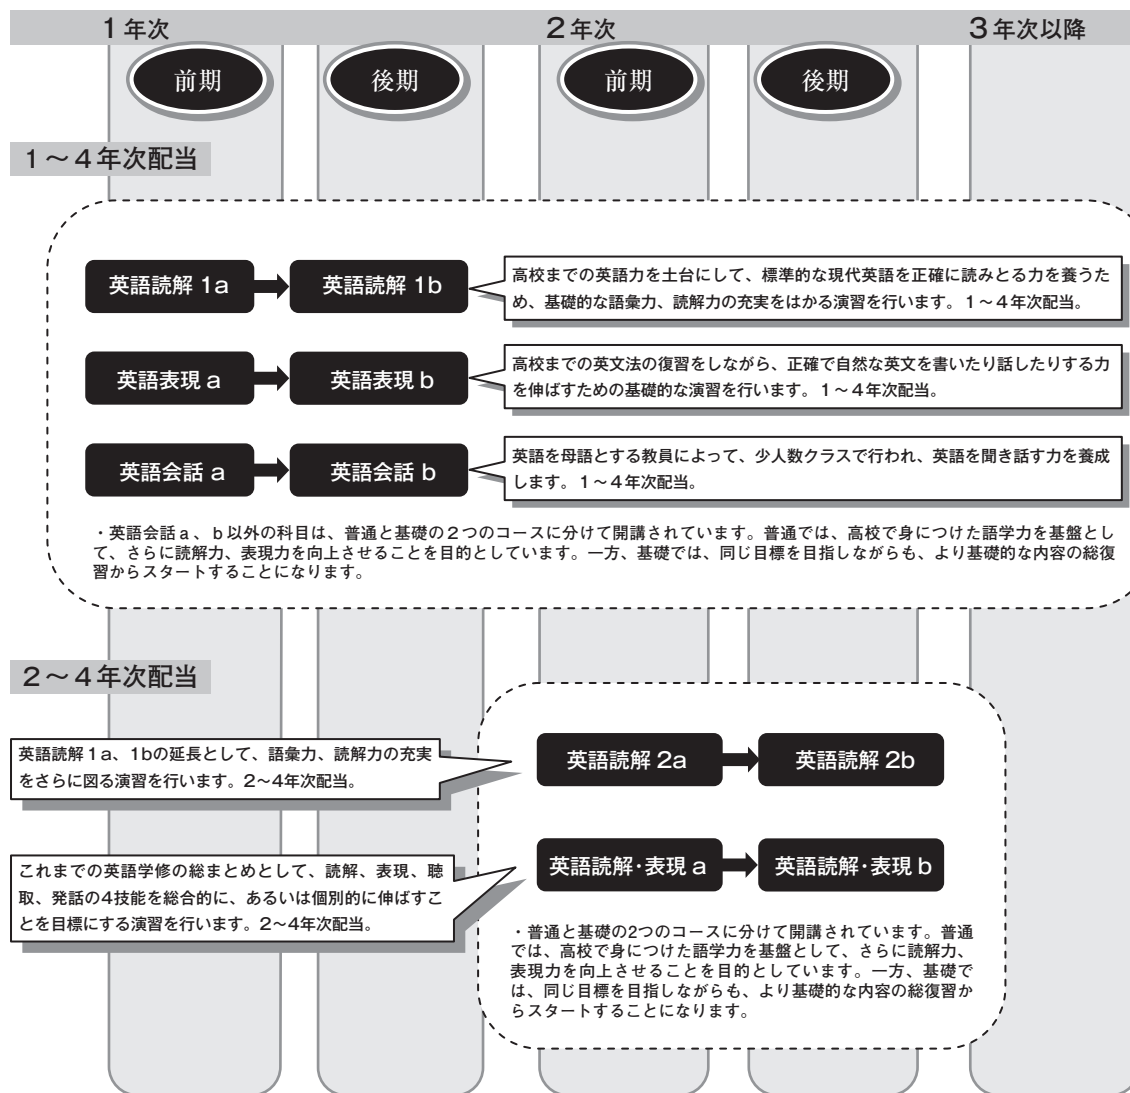 1年次 2年次 3年次以降
前期 後期 前期 後期
1～4年次配当
英語読解 1a 英語読解 1b
高校までの英語力を土台にして、標準的な現代英語を正確に読みとる力を養うた
め、基礎的な語彙力、読解力の充実をはかる演習を行います。1～4年次配当。
英語表現 a 英語表現 b
高校までの英文法の復習をしながら、正確で自然な英文を書いたり話したりする力
を伸ばすための基礎的な演習を行います。1～4年次配当。
英語会話 a 英語会話 b
英語を母語とする教員によって、少人数クラスで行われ、英語を聞き話す力を養成
します。1～4年次配当。
・英語会話a、b以外の科目は、普通と基礎の2つのコースに分けて開講されています。普通では、高校で身につけた語学力を基盤とし
て、さらに読解力、表現力を向上させることを目的としています。一方、基礎では、同じ目標を目指しながらも、より基礎的な内容の総復
習からスタートすることになります。
2～4年次配当
英語読解1a、1bの延長として、語彙力、読解力の充実
をさらに図る演習を行います。2～4年次配当。
英語読解 2a 英語読解 2b
これまでの英語学修の総まとめとして、読解、表現、聴
取、発話の4技能を総合的に、あるいは個別的に伸ばすこ
とを目標にする演習を行います。2～4年次配当。
英語読解・表現 a 英語読解・表現 b
・普通と基礎の2つのコースに分けて開講されています。普通
では、高校で身につけた語学力を基盤として、さらに読解力、
表現力を向上させることを目的としています。一方、基礎で
は、同じ目標を目指しながらも、より基礎的な内容の総復習か
らスタートすることになります。